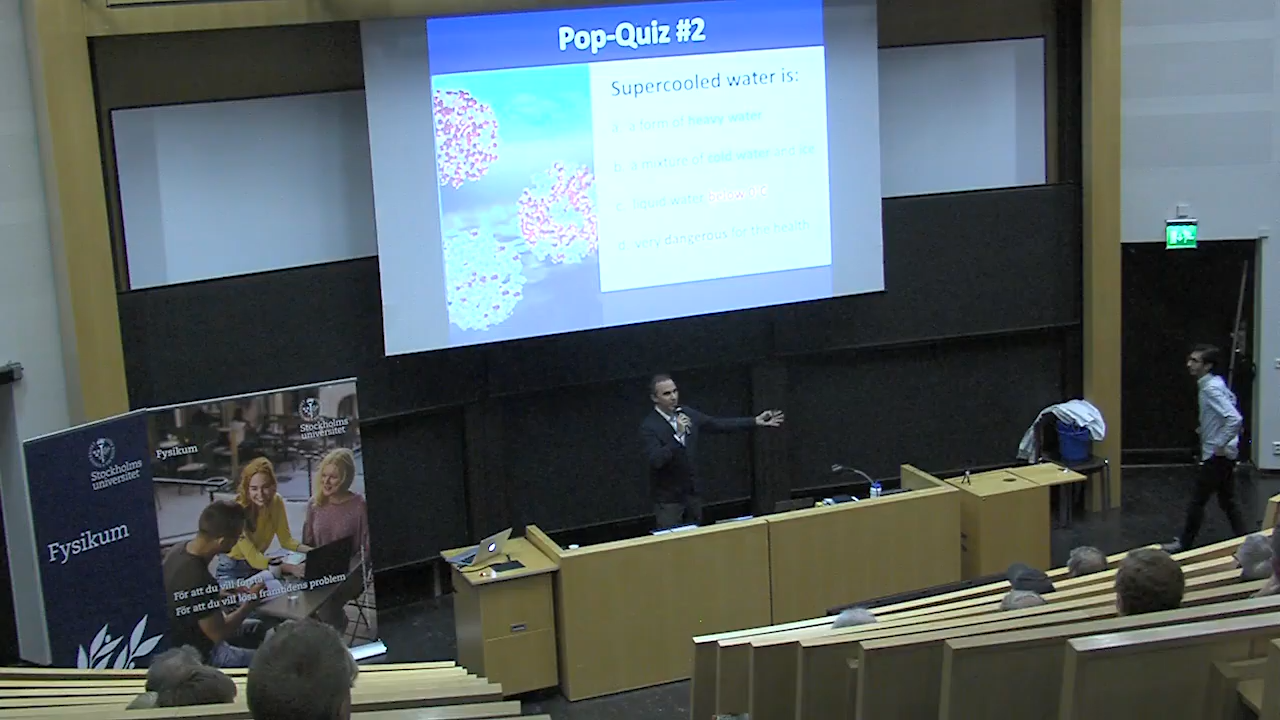 Pop-Quiz #2
Supercooled water is:
a. a form of heavy water
b. a mixture of cold water and ice
c. liquid water below 0°C
d. very dangerous for the health
Stockholms
universitet
Fysikum
Fysikum
Stockholms
universitet
För att du vill förstå
För att du vill lösa framtidens problem